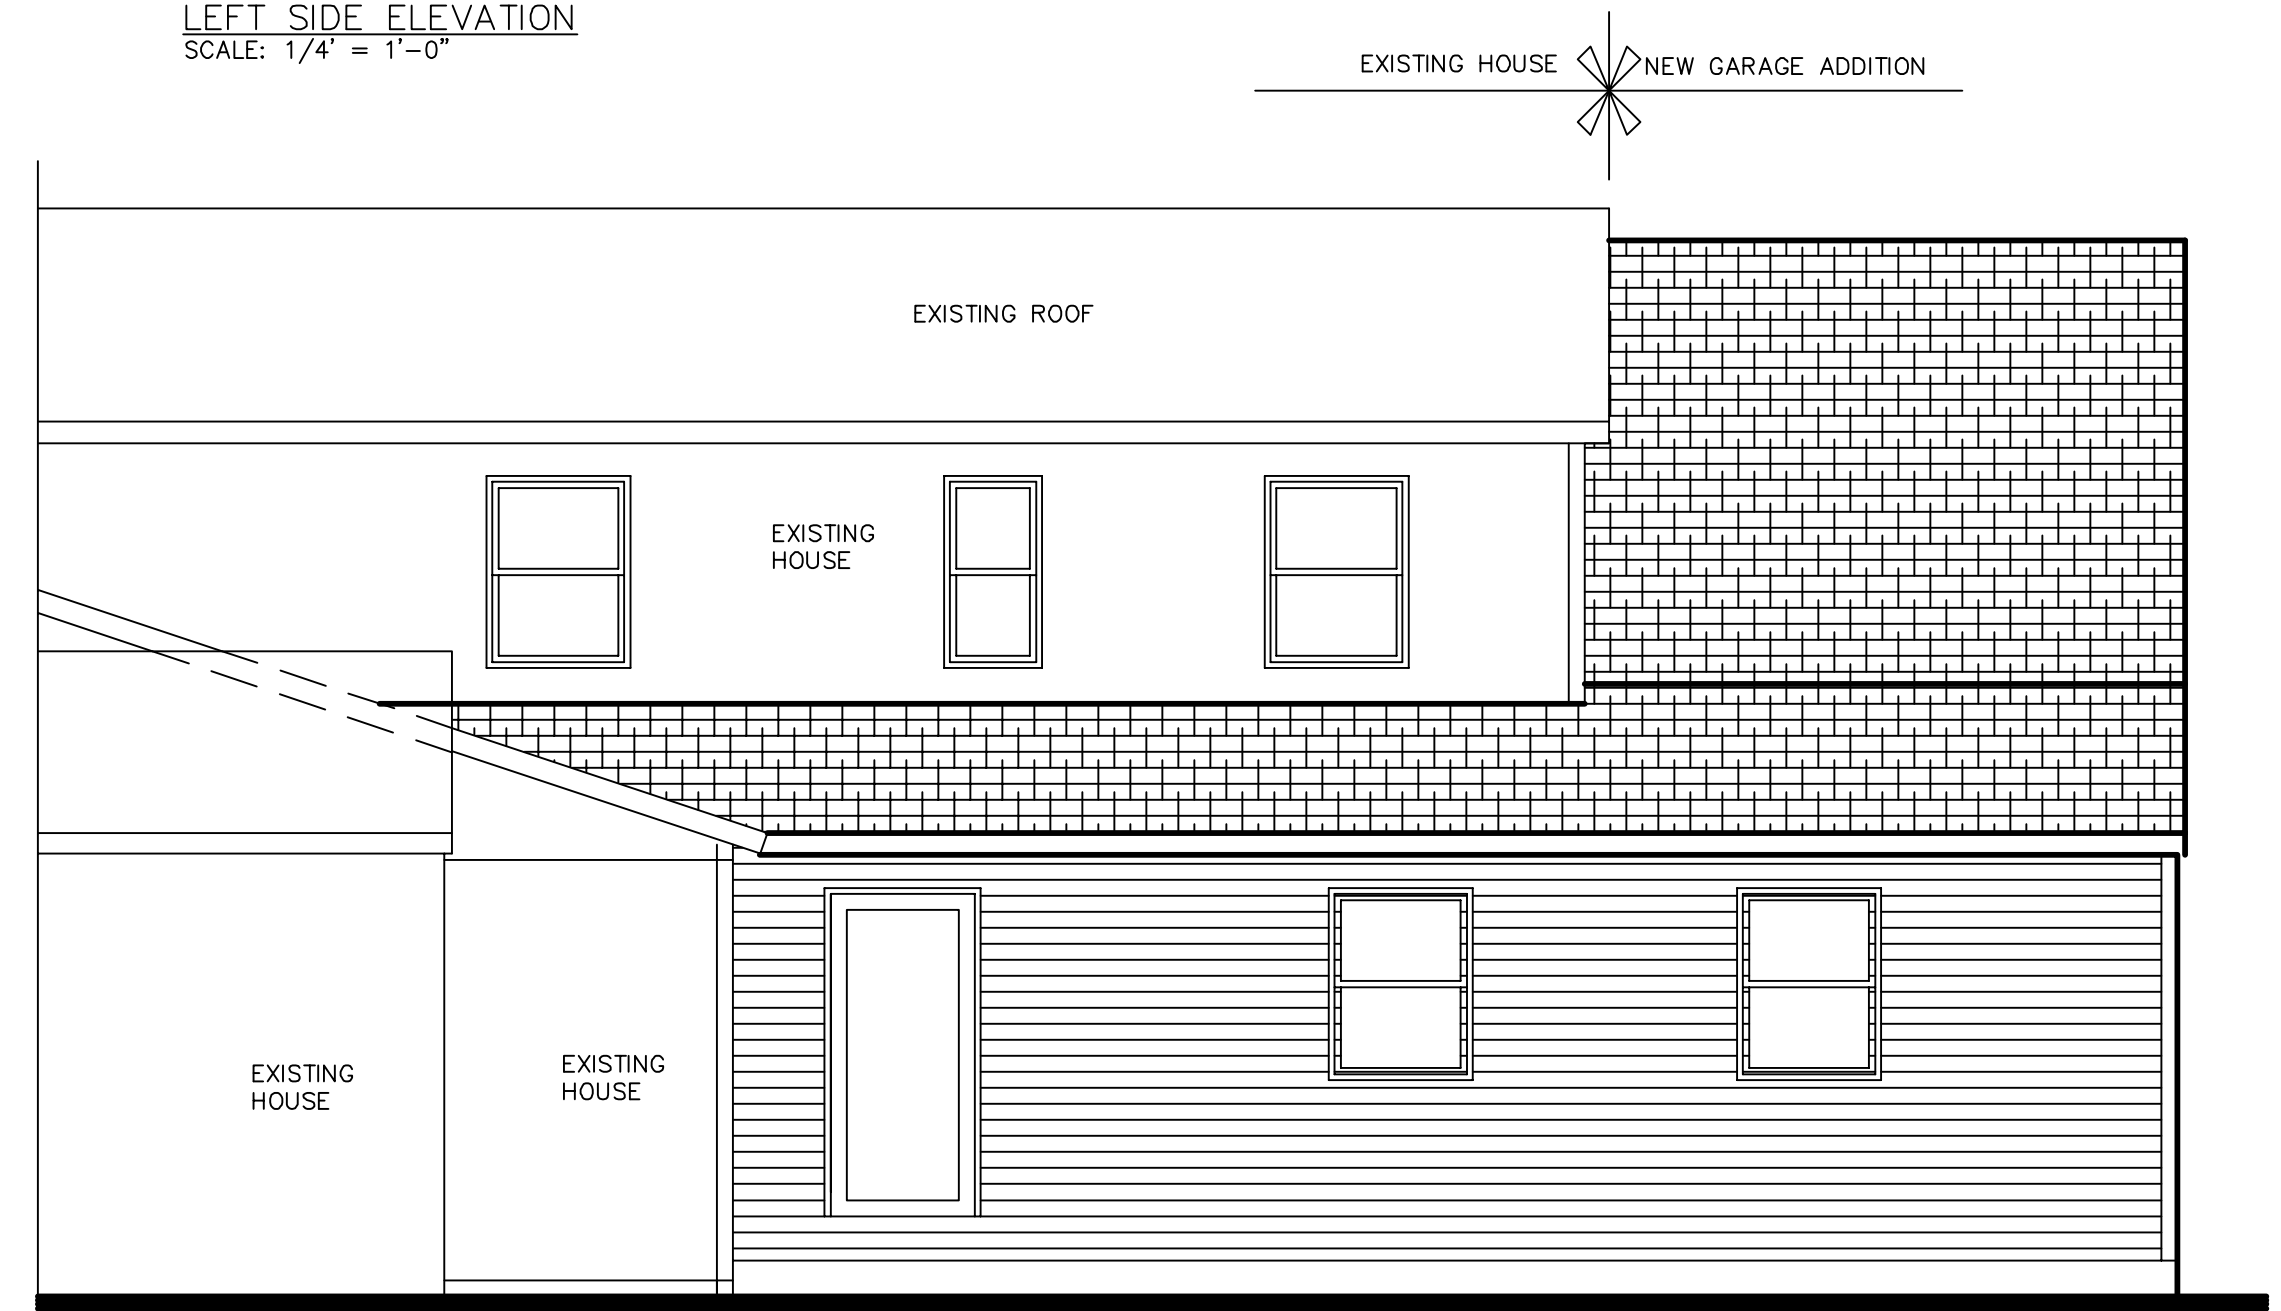 LEFT SIDE ELEVATION
SCALE: 1/4' = 1'-0"
EXISTING HOUSE
NEW GARAGE ADDITION
EXISTING ROOF
EXISTING
HOUSE
EXISTING
HOUSE
EXISTING
HOUSE